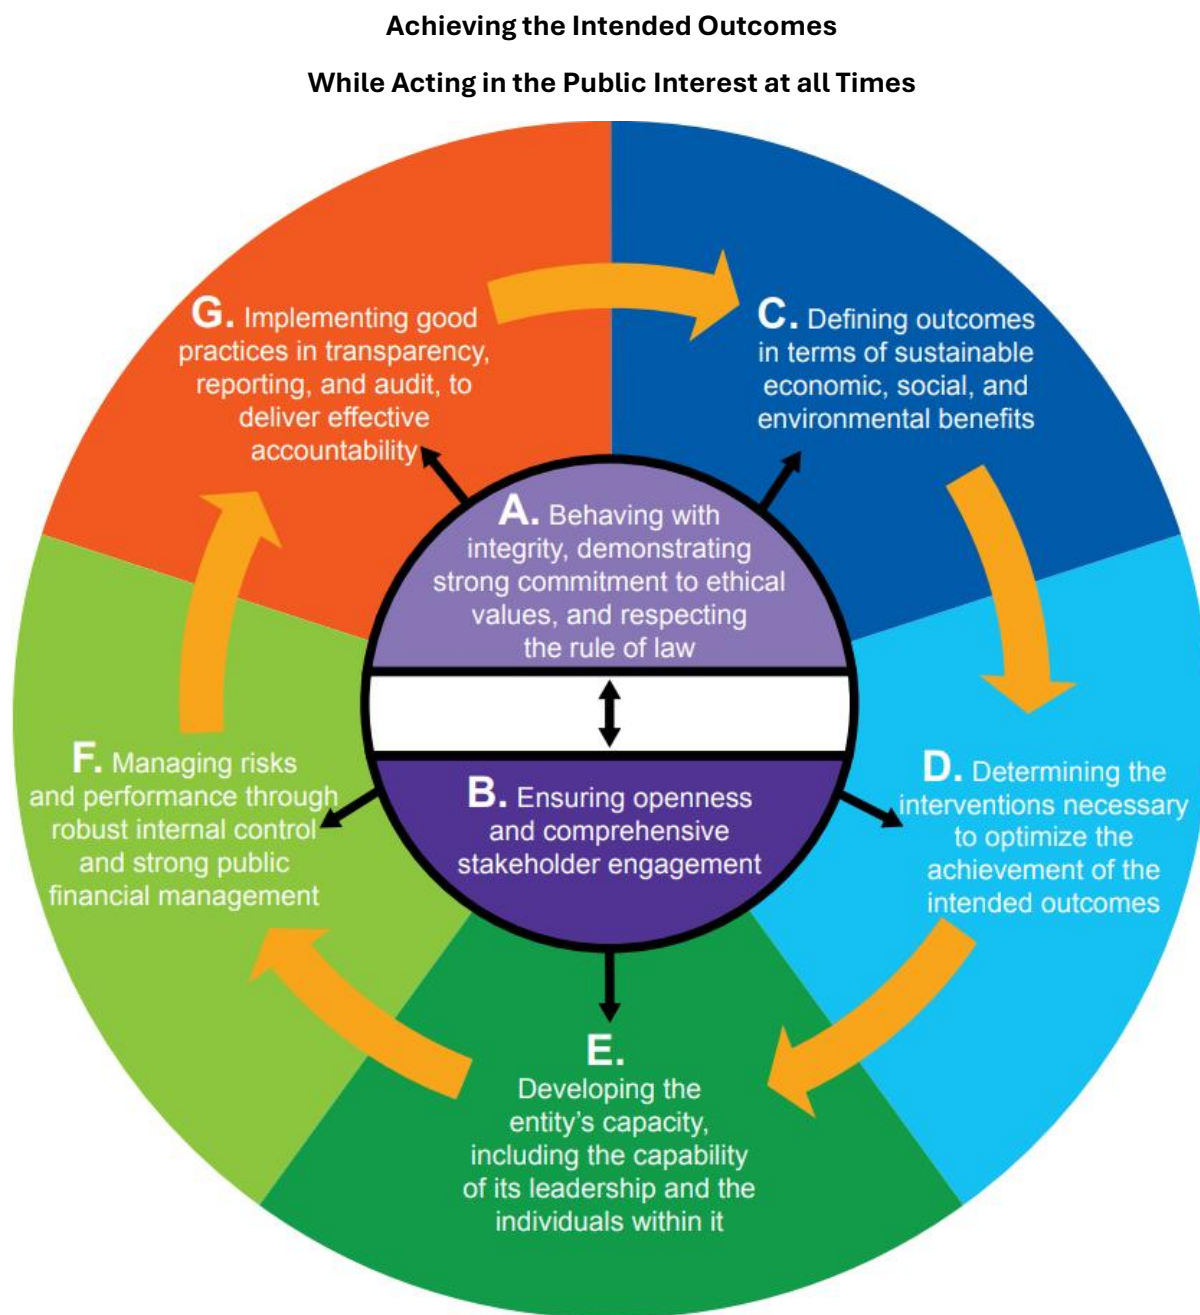 Achieving the Intended Outcomes
While Acting in the Public Interest at all Times
G. Implementing good
practices in transparency,
reporting, and audit, to
deliver effective
accountability
C. Defining outcomes
in terms of sustainable
economic, social, and
environmental benefits
A. Behaving with
integrity, demonstrating
strong commitment to ethical
values, and respecting
the rule of law
B. Ensuring openness
and comprehensive
stakeholder engagement
D. Determining the
interventions necessary
to optimize the
achievement of the
intended outcomes
E.
Developing the
entity’s capacity,
including the capability
of its leadership and the
individuals within it
F. Managing risks
and performance through
robust internal control
and strong public
financial management